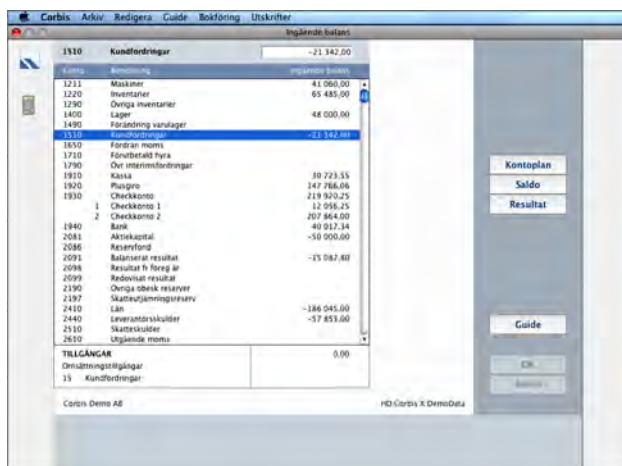 Corbis Arkiv Redigera Guide Bokföring Utskrifter
Ingående balans
1510 Kundfordringar -21 342,00
Konto Benämning Ingående balans
1211 Maskiner 41 060,00
1220 Inventarier 65 485,00
1290 Övriga inventarier
1400 Lager 48 000,00
1490 Förändring varulager
1510 Kundfordringar -21 342,00
1650 Fordran moms
1710 Förutbetald hyra
1790 Övr interimsfordringar
1910 Kassa 30 723,55
1920 Plusgiro 147 766,06
1930 Checkkonto 219 920,25
1 Checkkonto 1 12 056,25
2 Checkkonto 2 207 864,00
1940 Bank 40 017,34
2081 Aktiekapital -50 000,00
2086 Reservfond
2091 Balanserat resultat -15 087,80
2098 Resultat fr föreg år
2099 Redovisat resultat
2190 Övriga obesk reserver
2197 Skatteutjämningsreserv
2410 Lån -186 045,00
2440 Leverantörsskulder -57 853,00
2510 Skatteskulder
2610 Utgående moms
TILLGÅNGAR 0,00
Omsättningstillgångar
15 Kundfordringar
Kontoplan
Saldo
Resultat
Guide
OK
Avbryt
Corbis Demo AB HD:Corbis X DemoData